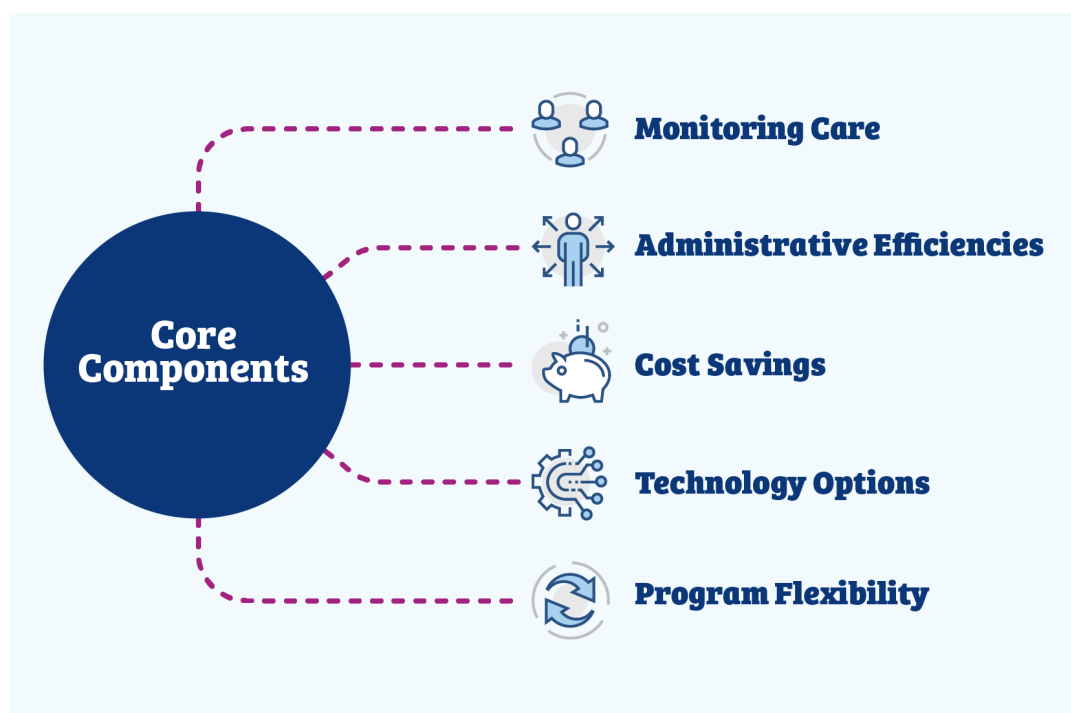 Core
Components
Monitoring Care
Administrative Efficiencies
Cost Savings
Technology Options
Program Flexibility